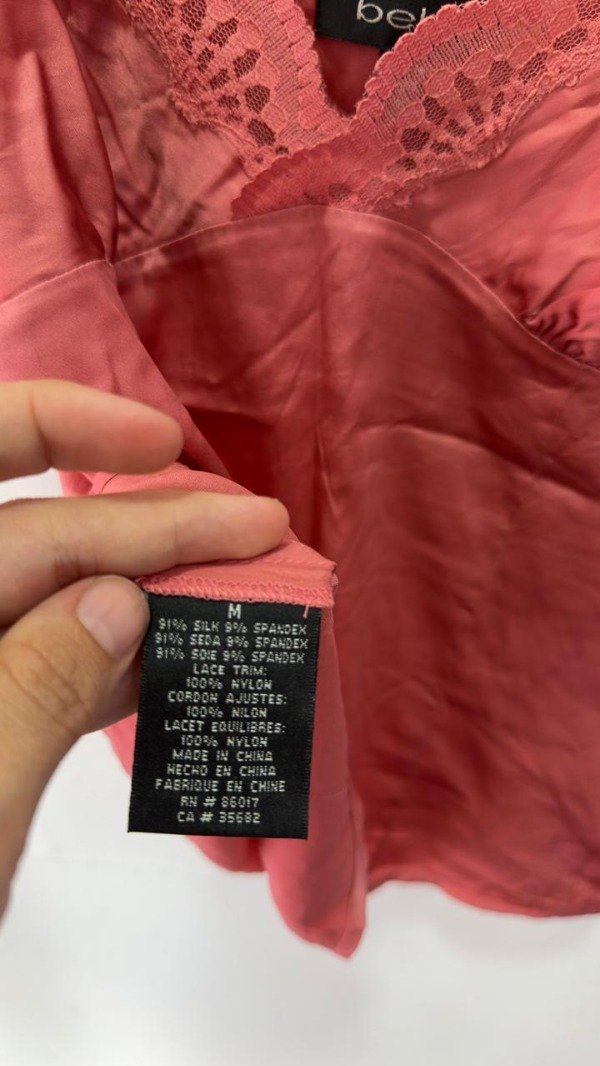 M
91% SILK 9% SPANDEX
91% SEDA 9% SPANDEX
91% SOIE 9% SPANDEX
LACE TRIM:
100% NYLON
CORDON AJUSTES:
100% NILON
LACET EQUILIBRES:
100% NYLON
MADE IN CHINA
HECHO EN CHINA
FABRIQUE EN CHINE
RN # 86017
CA # 35682